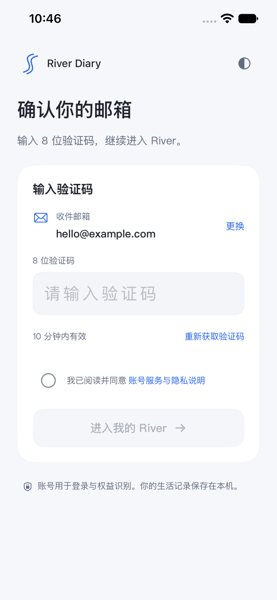 10:46
River Diary
确认你的邮箱
输入 8 位验证码，继续进入 River。
输入验证码
收件邮箱
hello@example.com
更换
8 位验证码
请输入验证码
10 分钟内有效
重新获取验证码
我已阅读并同意 账号服务与隐私说明
进入我的 River →
账号用于登录与权益识别。你的生活记录保存在本机。